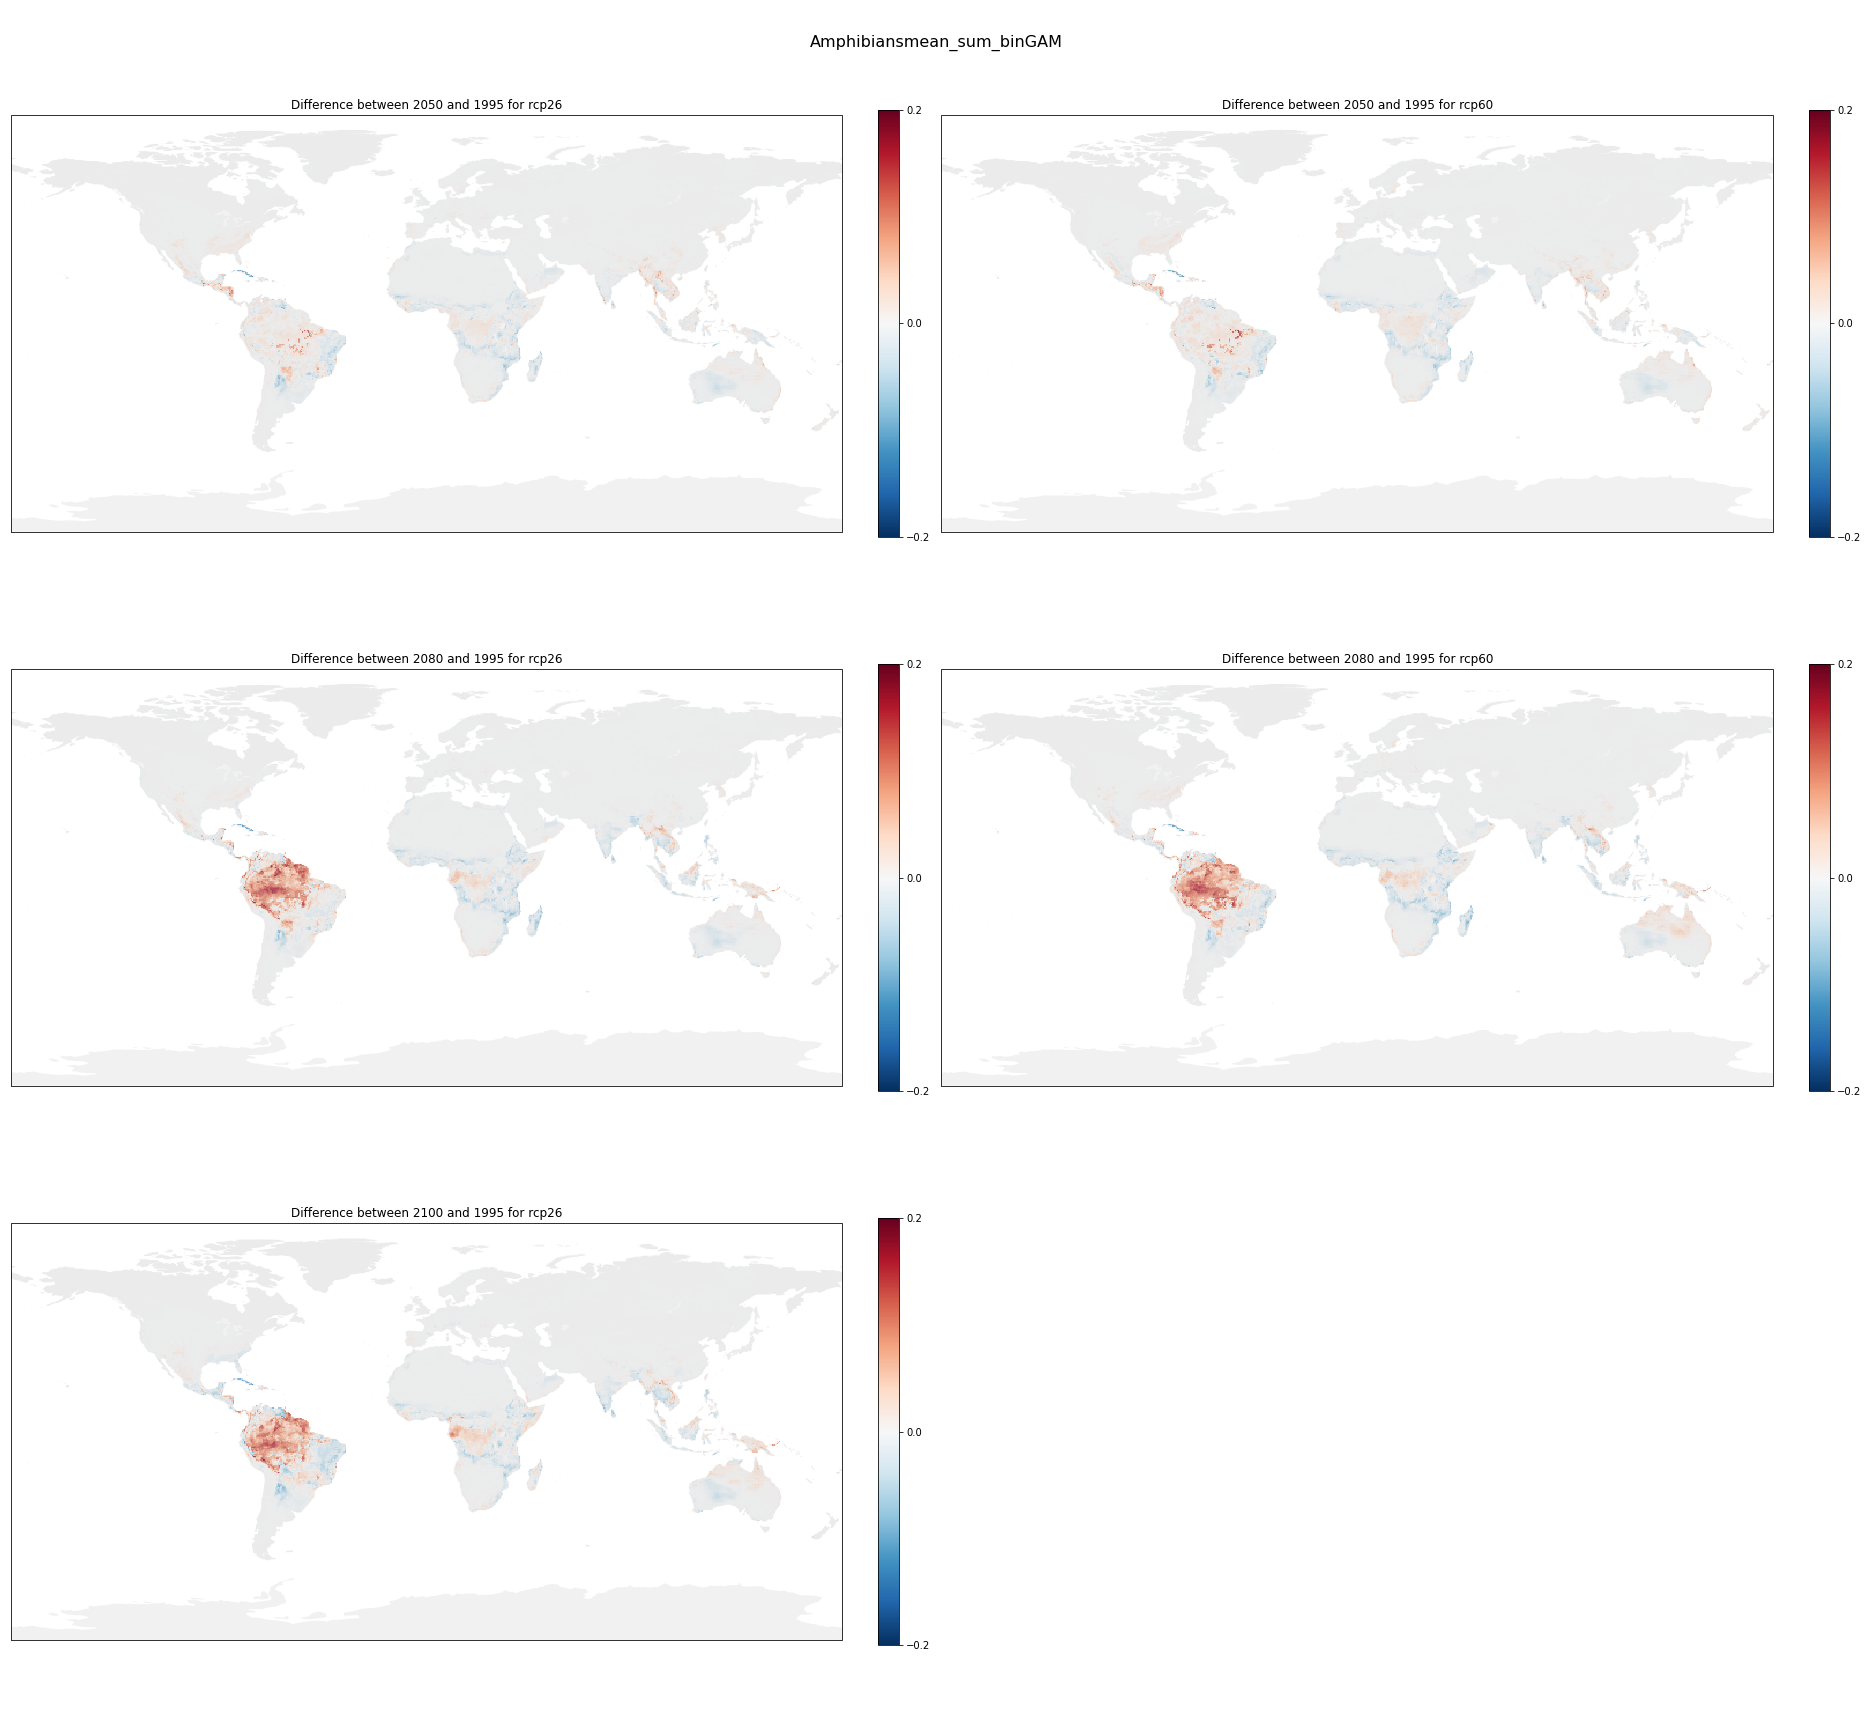 Amphibiansmean_sum_binGAM
Difference between 2050 and 1995 for rcp26
0.2
0.0
−0.2
Difference between 2050 and 1995 for rcp60
0.2
0.0
−0.2
Difference between 2080 and 1995 for rcp26
0.2
0.0
−0.2
Difference between 2080 and 1995 for rcp60
0.2
0.0
−0.2
Difference between 2100 and 1995 for rcp26
0.2
0.0
−0.2